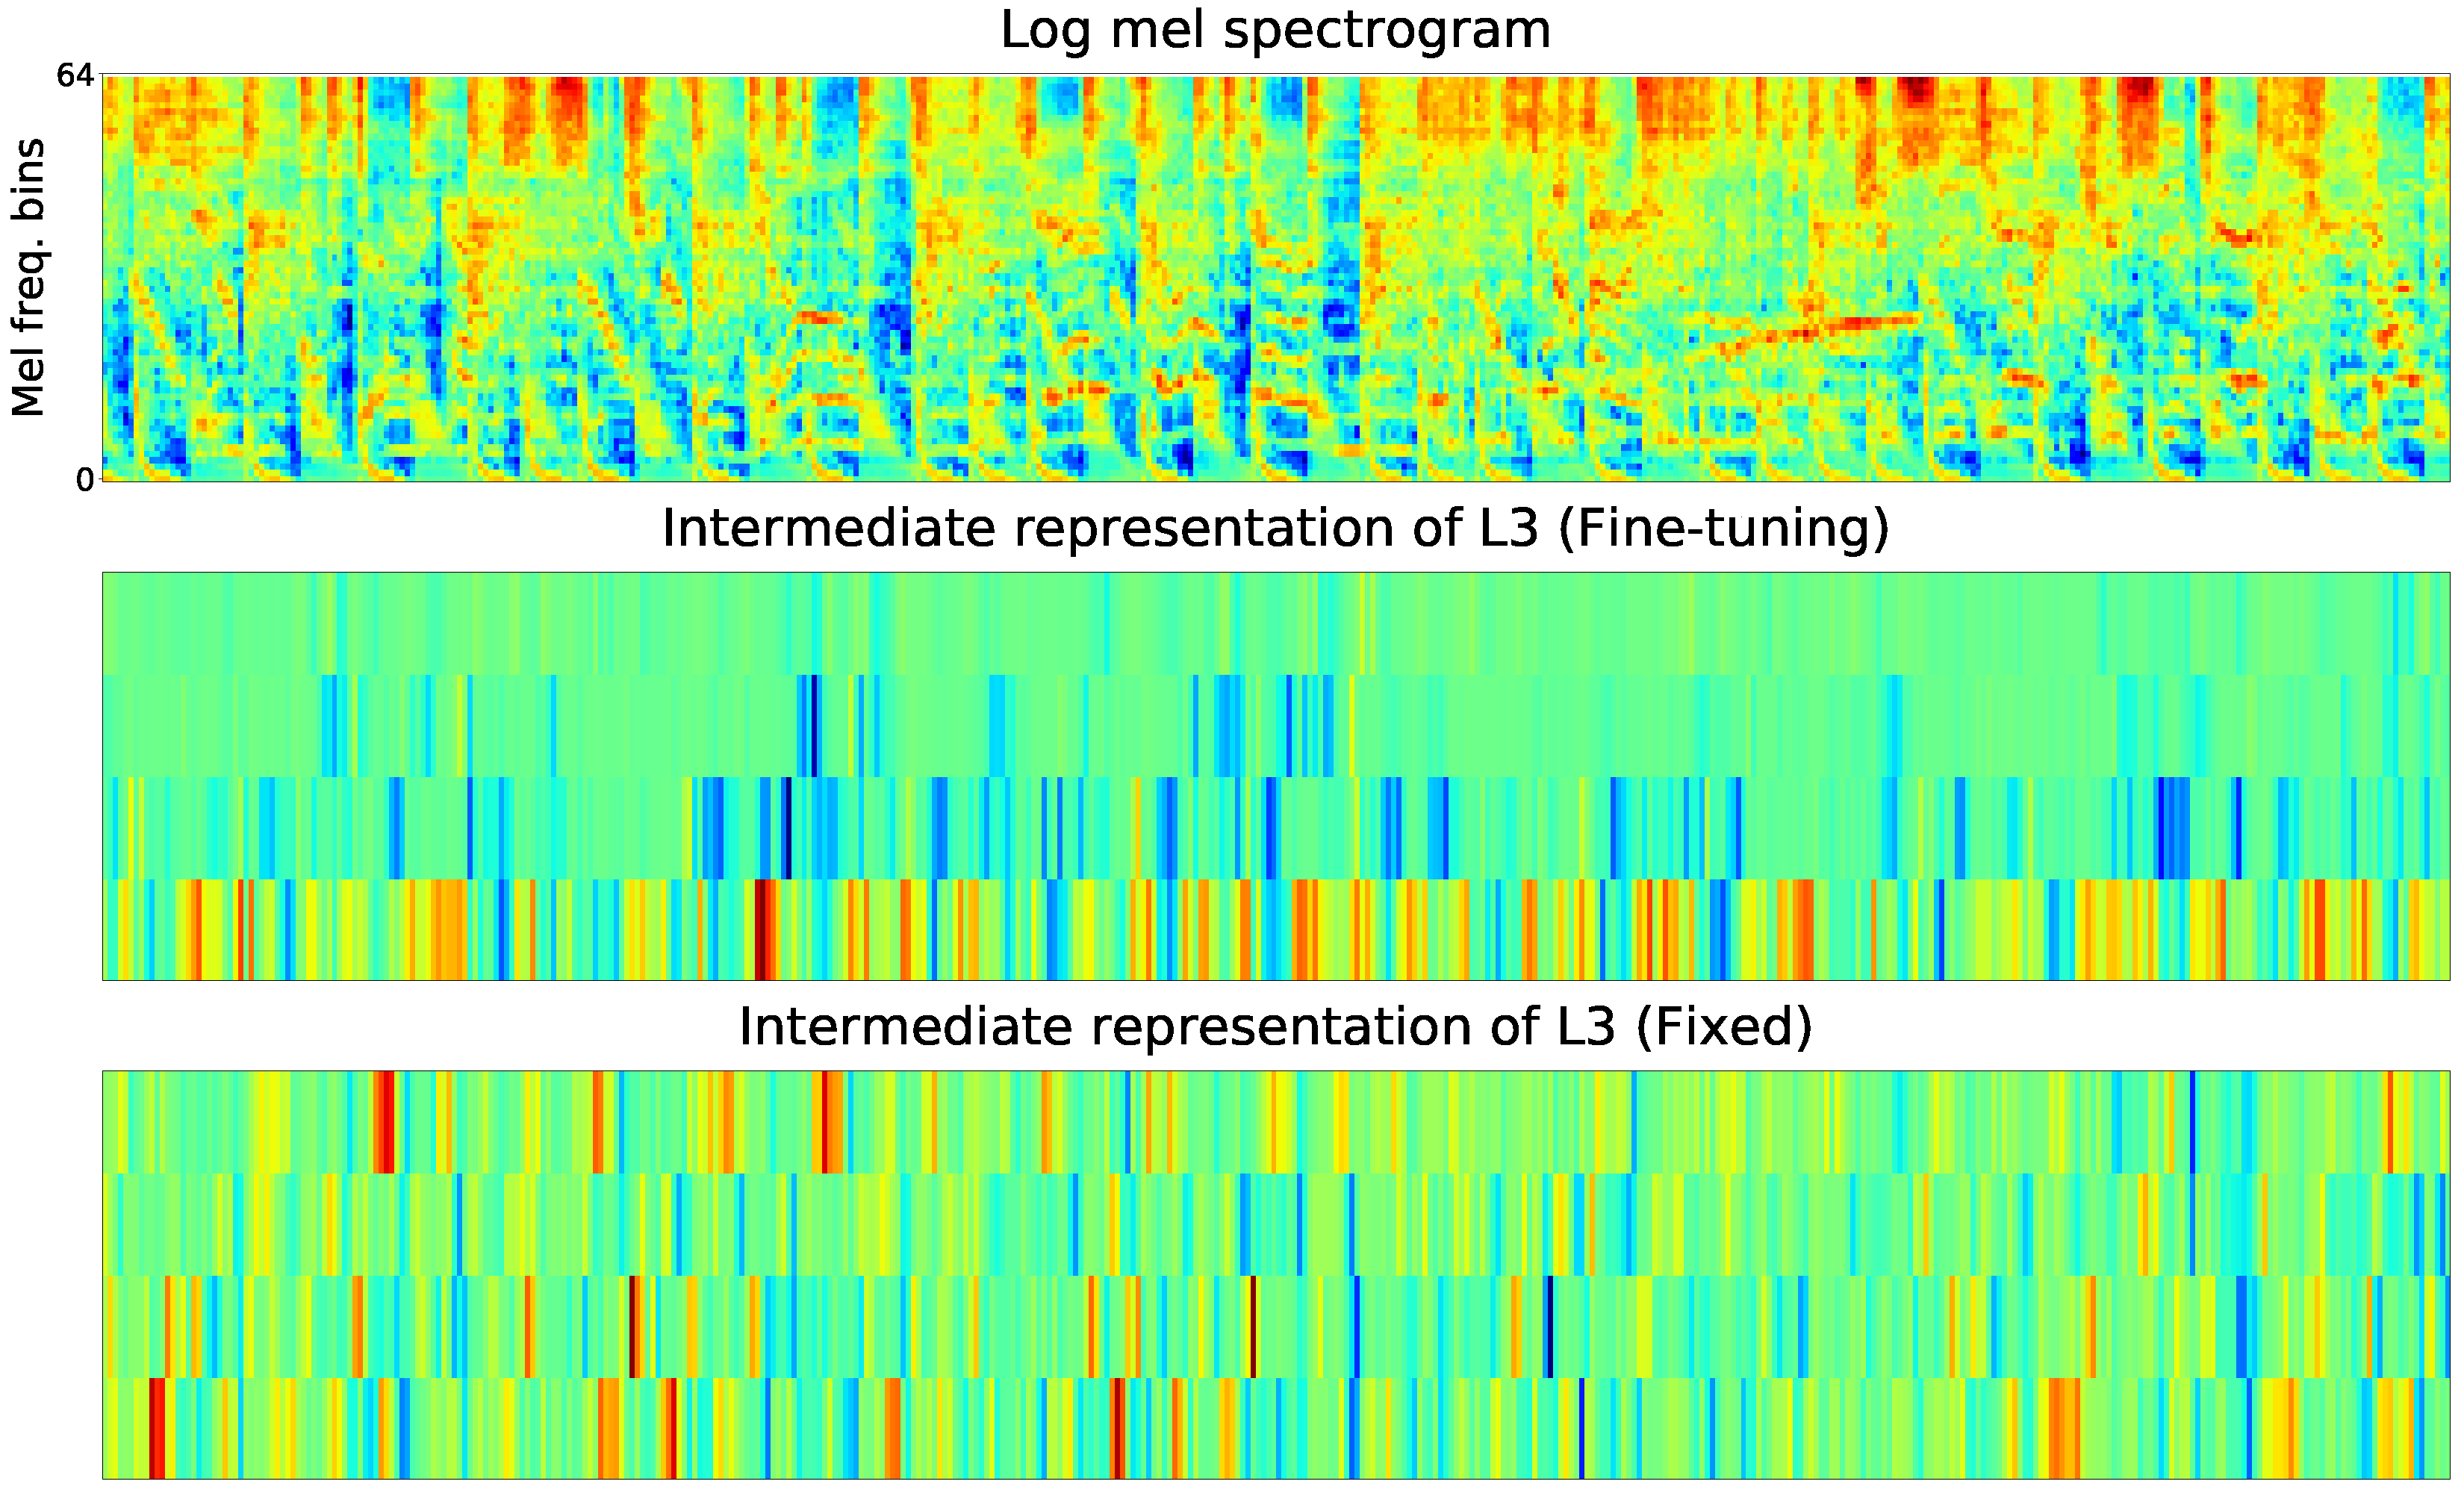 Log mel spectrogram
64
Mel freq. bins
0
Intermediate representation of L3 (Fine-tuning)
Intermediate representation of L3 (Fixed)